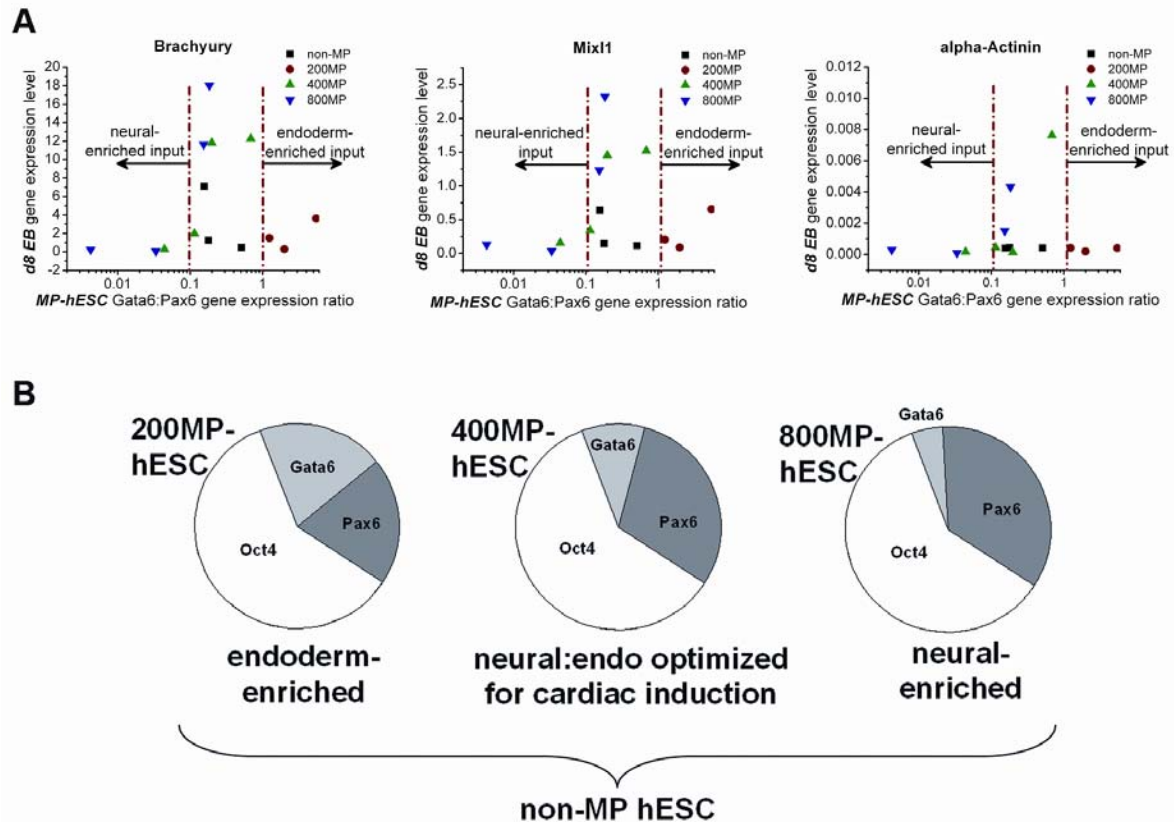 A
Brachyury
non-MP
200MP
400MP
800MP
20
18
16
14
12
10
8
6
4
2
0
-2
d8 EB gene expression level
neural-
enriched input
endoderm-
enriched input
0.01
0.1
1
MP-hESC Gata6:Pax6 gene expression ratio
Mixl1
non-MP
200MP
400MP
800MP
2.5
2.0
1.5
1.0
0.5
0.0
d8 EB gene expression level
neural-enriched
input
endoderm-
enriched input
0.01
0.1
1
MP-hESC Gata6:Pax6 gene expression ratio
alpha-Actinin
non-MP
200MP
400MP
800MP
0.012
0.010
0.008
0.006
0.004
0.002
0.000
d8 EB gene expression level
neural-
enriched input
endoderm-
enriched input
0.01
0.1
1
MP-hESC Gata6:Pax6 gene expression ratio
B
200MP-
hESC
Gata6
Pax6
Oct4
endoderm-
enriched
400MP-
hESC
Gata6
Pax6
Oct4
neural:endo optimized
for cardiac induction
800MP-
hESC
Gata6
Pax6
Oct4
neural-
enriched
non-MP hESC